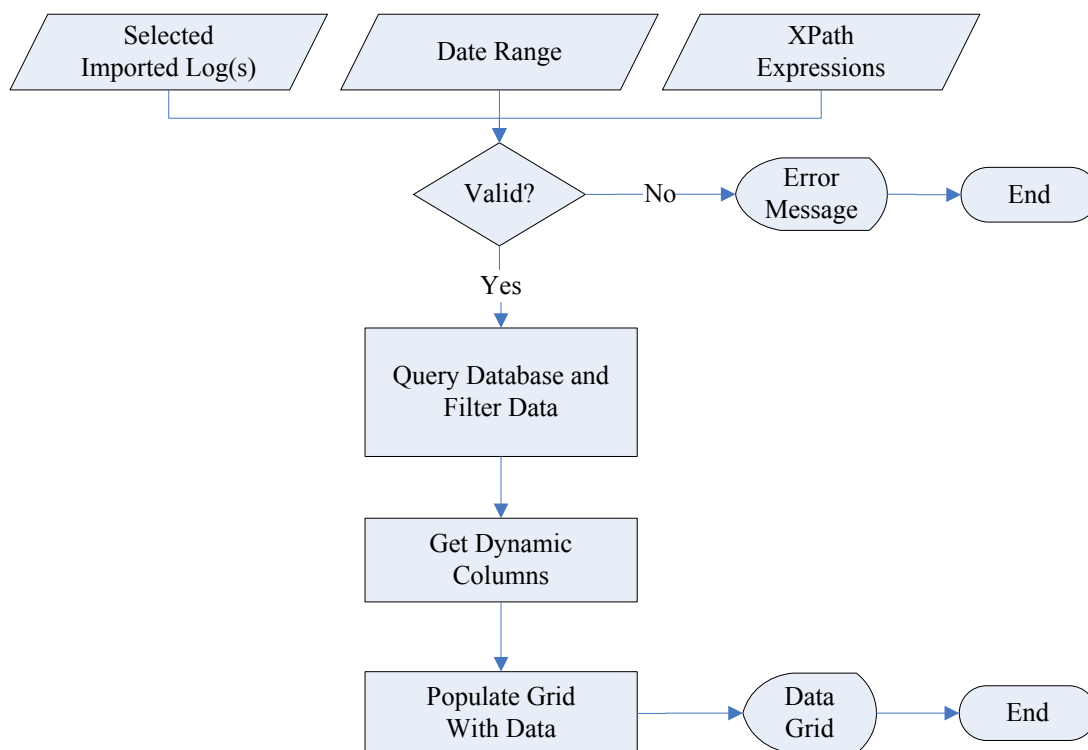 Selected
Imported Log(s)
Date Range
XPath
Expressions
Valid?
No
Error
Message
End
Yes
Query Database and
Filter Data
Get Dynamic
Columns
Populate Grid
With Data
Data
Grid
End